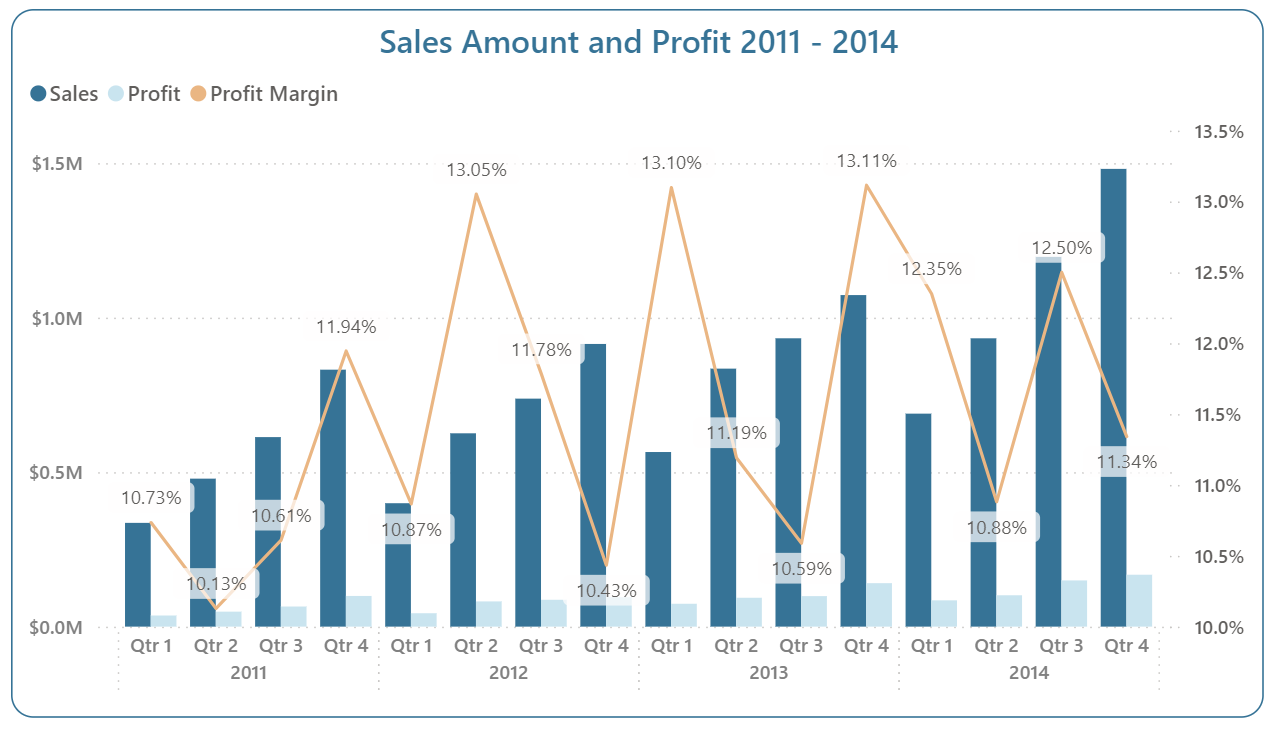 Sales Amount and Profit 2011 - 2014
Sales Profit Profit Margin
13.5%
$1.5M 13.10% 13.11%
13.05%
13.0%
12.50%
12.35% 12.5%
$1.0M 11.94%
11.78% 12.0%
11.19% 11.5%
11.34%
$0.5M
10.73% 11.0%
10.61% 10.87% 10.88%
10.59% 10.5%
10.13% 10.43%
$0.0M 10.0%
Qtr 1 Qtr 2 Qtr 3 Qtr 4 Qtr 1 Qtr 2 Qtr 3 Qtr 4 Qtr 1 Qtr 2 Qtr 3 Qtr 4 Qtr 1 Qtr 2 Qtr 3 Qtr 4
2011 2012 2013 2014